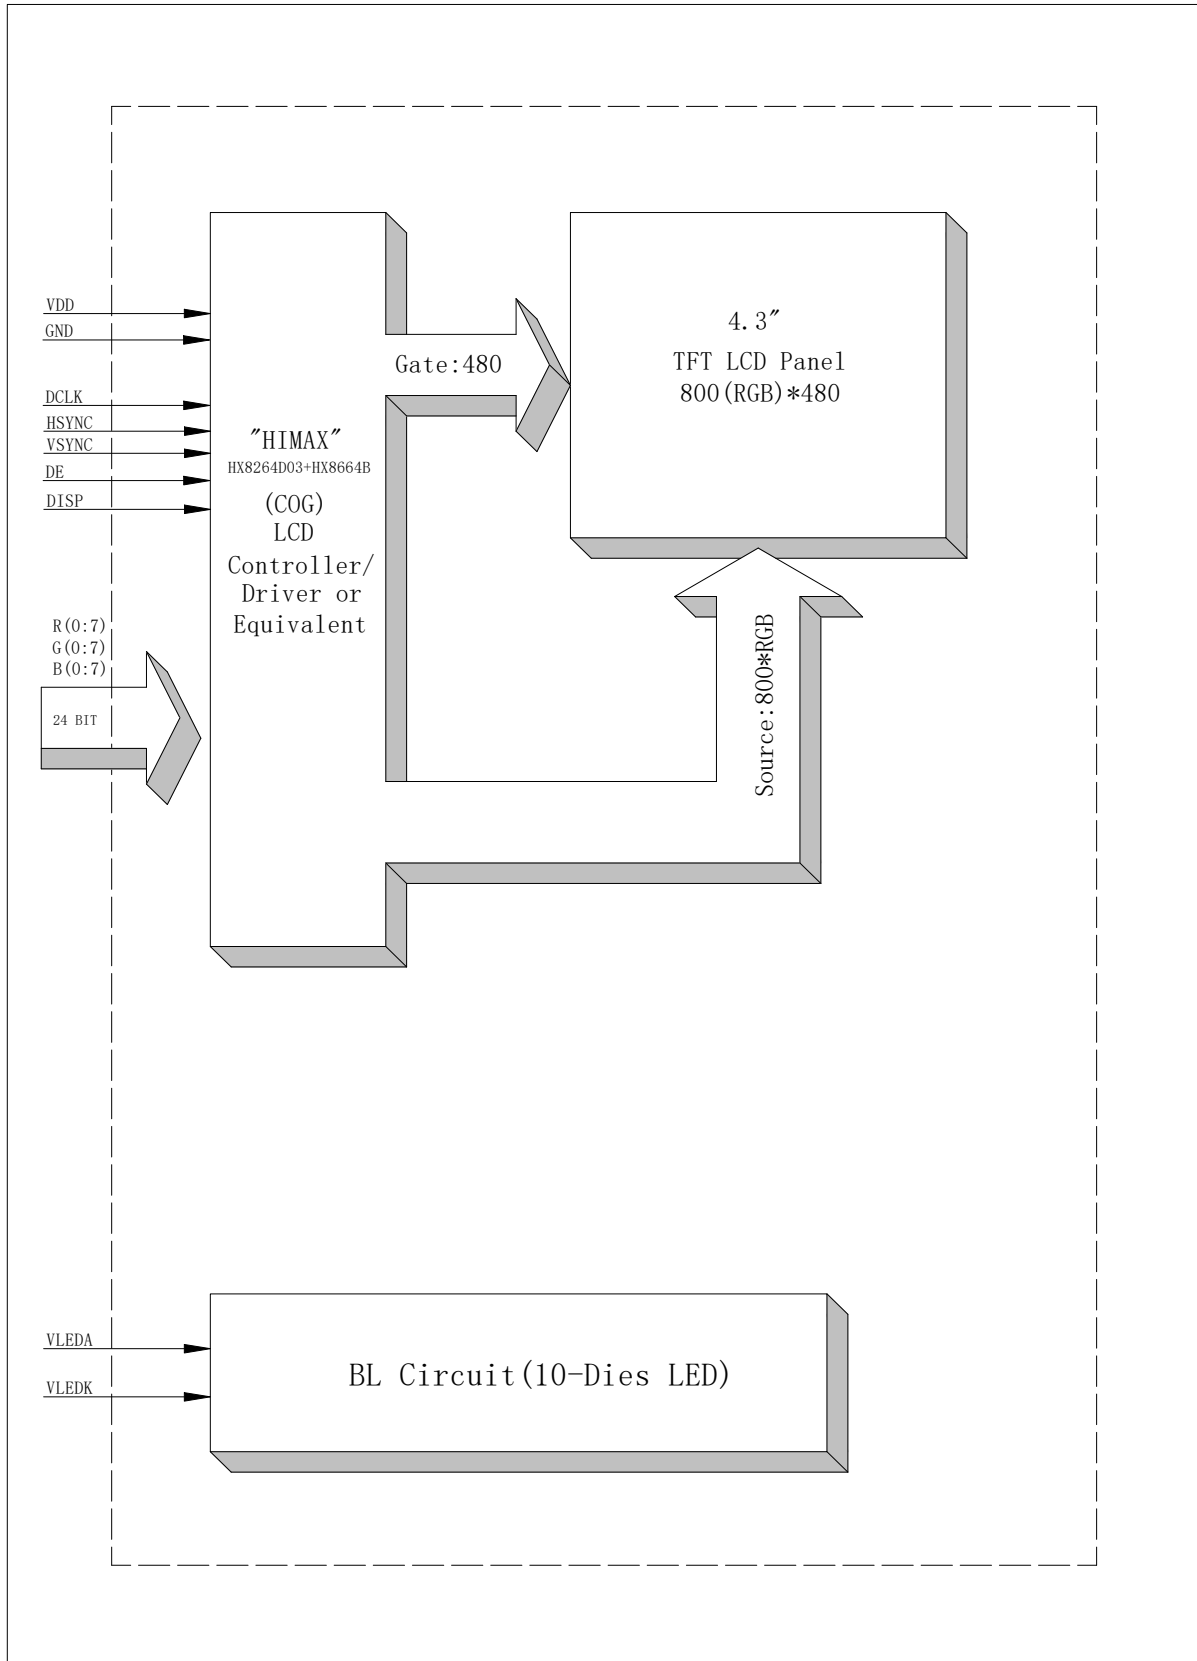 VDD
GND
DCLK
HSYNC
VSYNC
DE
DISP
R(0:7)
G(0:7)
B(0:7)
24 BIT
"HIMAX"
HX8264D03+HX8664B
(COG)
LCD
Controller/
Driver or
Equivalent
Gate:480
4.3"
TFT LCD Panel
800(RGB)*480
Source:800*RGB
VLEDA
VLEDK
BL Circuit(10-Dies LED)